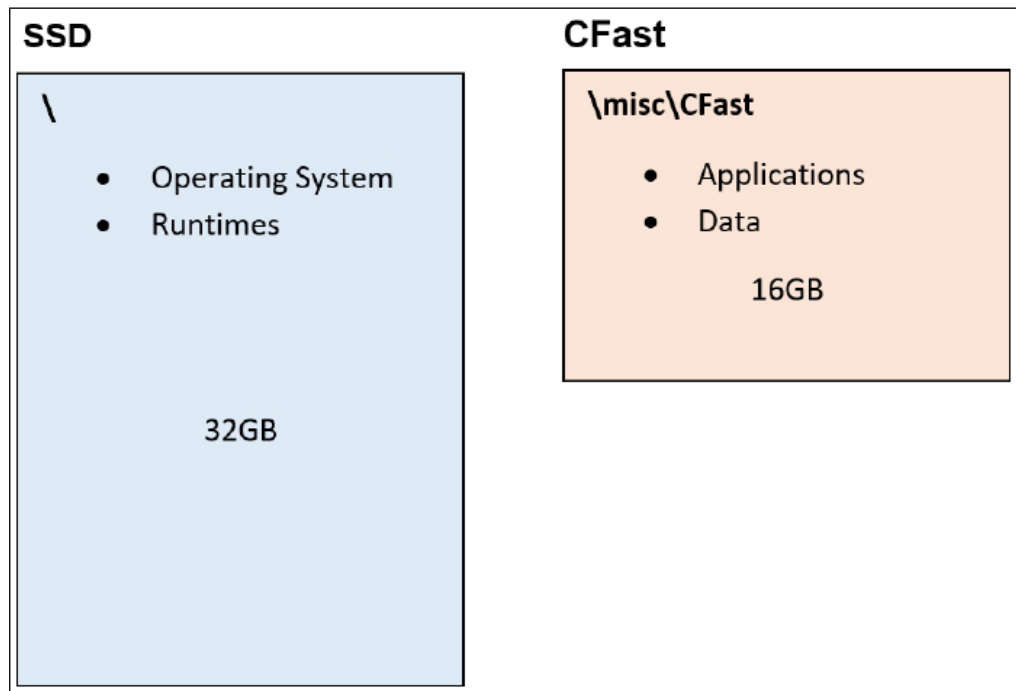 SSD
\
• Operating System
• Runtimes
32GB
CFast
\misc\CFast
• Applications
• Data
16GB